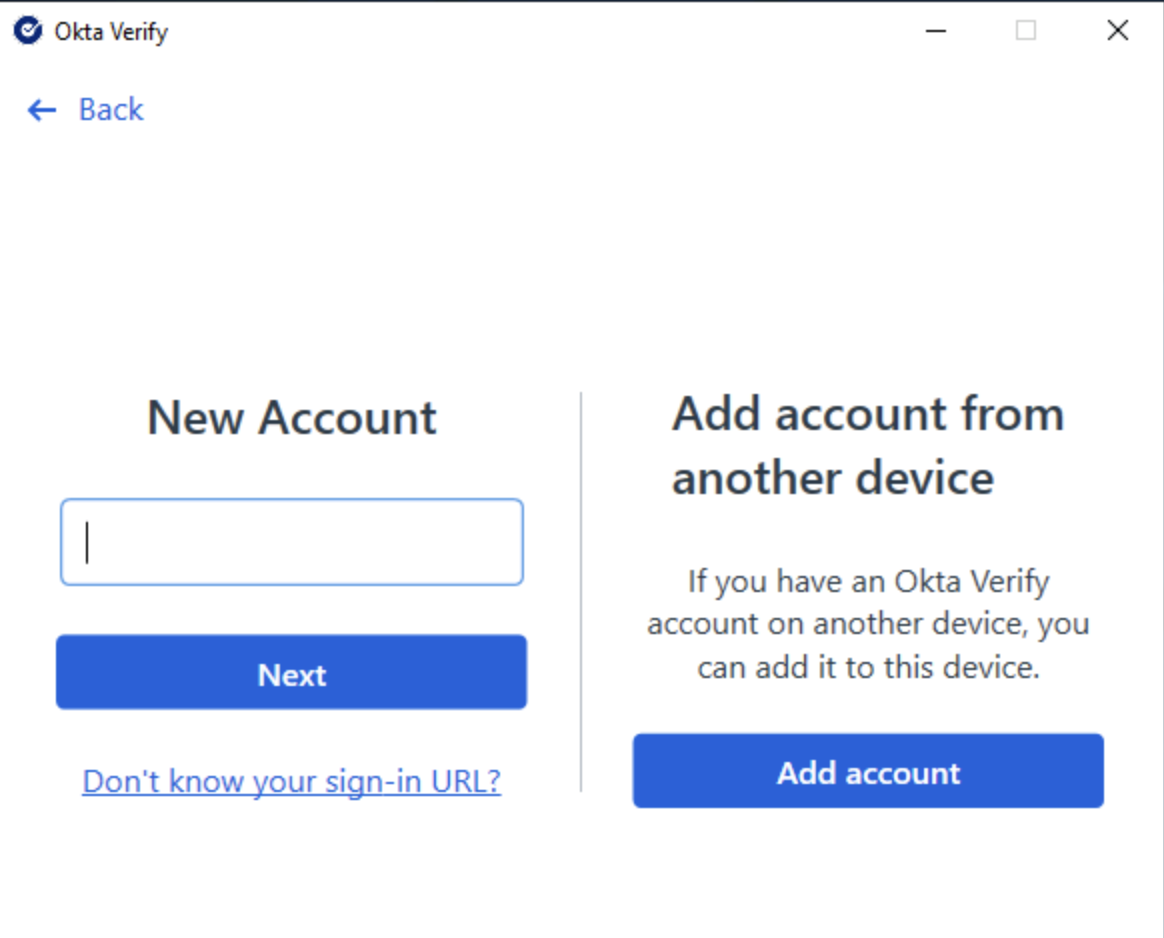 Okta Verify
Back
New Account
Next
Don't know your sign-in URL?
Add account from
another device
If you have an Okta Verify
account on another device, you
can add it to this device.
Add account